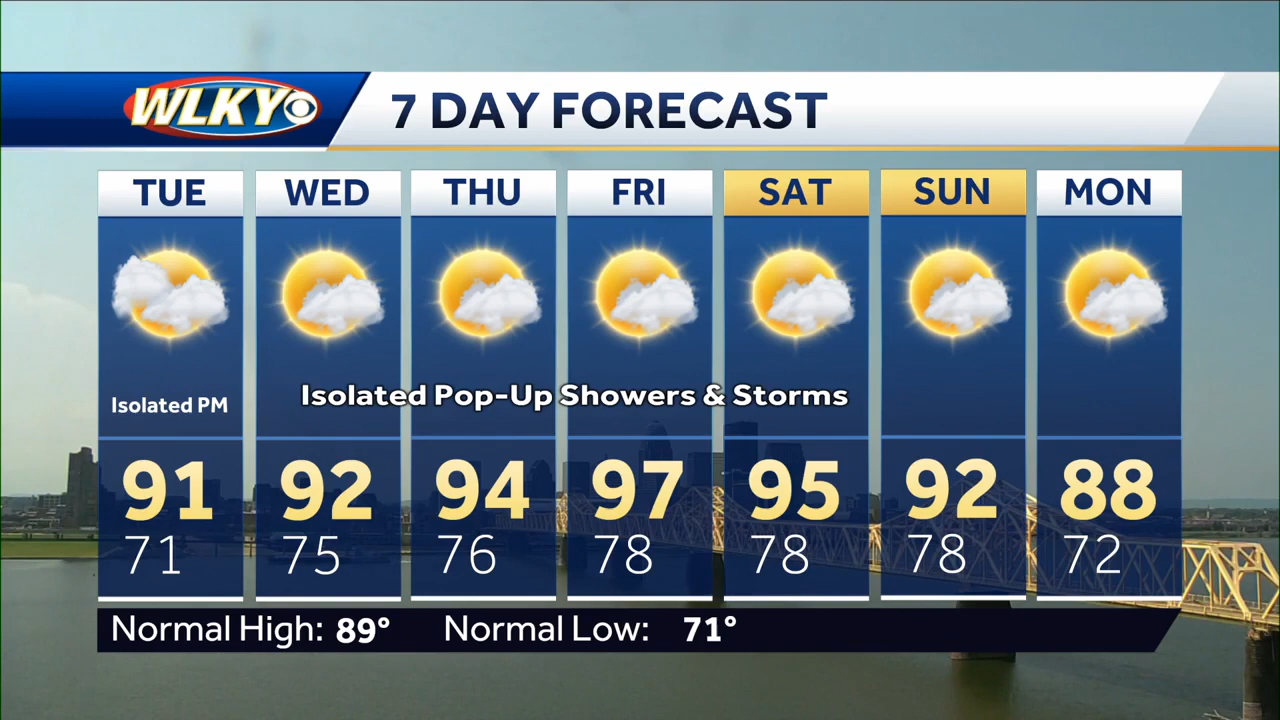 WLKY
7 DAY FORECAST
TUE WED THU FRI SAT SUN MON
Isolated PM
Isolated Pop-Up Showers & Storms
91 92 94 97 95 92 88
71 75 76 78 78 78 72
Normal High: 89° Normal Low: 71°